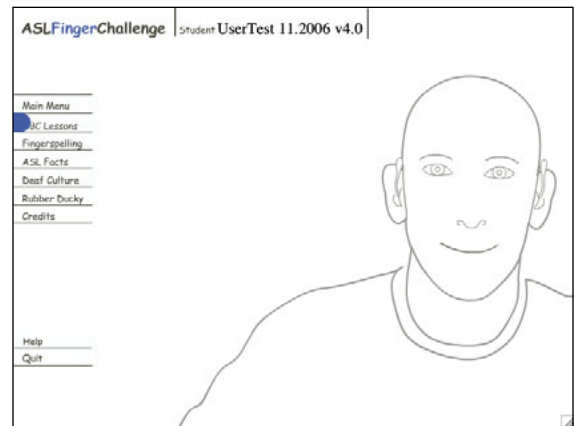 ASLFingerChallenge Student UserTest 11.2006 v4.0
Main Menu
BC Lessons
Fingerspelling
ASL Facts
Deaf Culture
Rubber Ducky
Credits
Help
Quit